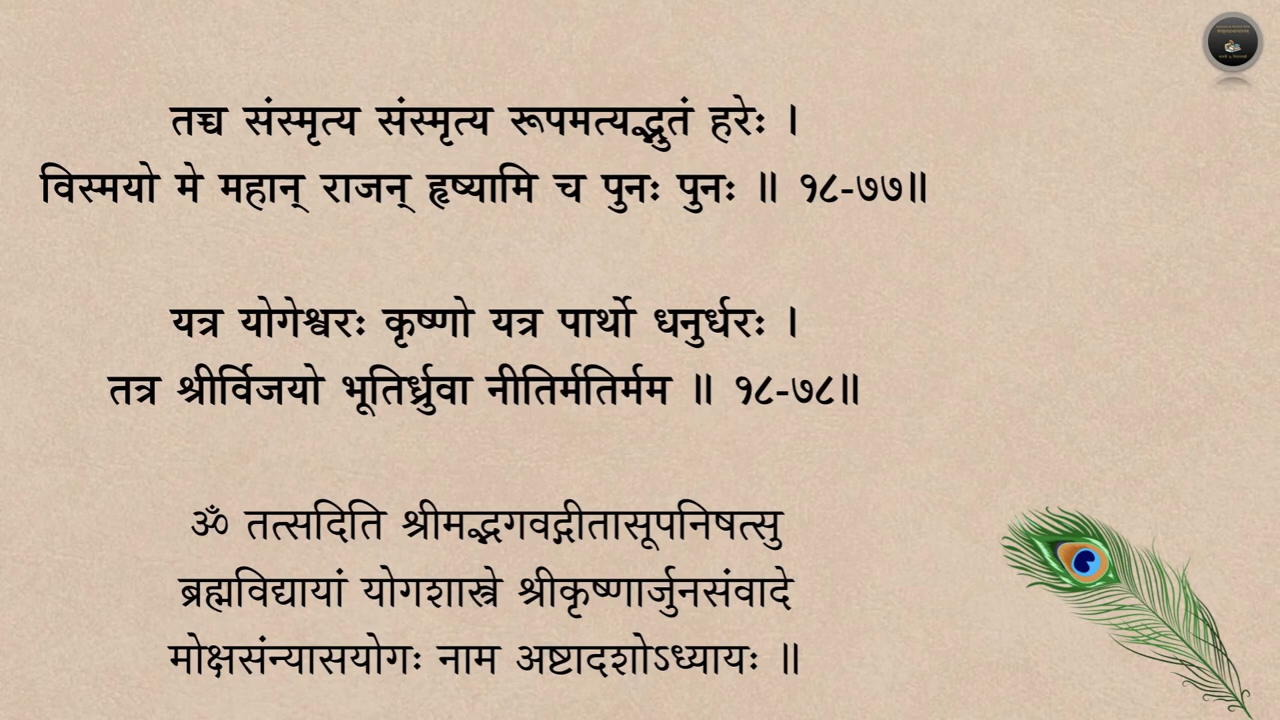 तच्च संस्मृत्य संस्मृत्य रूपमत्यद्भुतं हरेः ।
विस्मयो मे महान् राजन् हृष्यामि च पुनः पुनः ॥ १८-७७॥
यत्र योगेश्वरः कृष्णो यत्र पार्थो धनुर्धरः ।
तत्र श्रीर्विजयो भूतिर्ध्रुवा नीतिर्मतिर्मम ॥ १८-७८॥
ॐ तत्सदिति श्रीमद्भगवद्गीतासूपनिषत्सु
ब्रह्मविद्यायां योगशास्त्रे श्रीकृष्णार्जुनसंवादे
मोक्षसंन्यासयोगः नाम अष्टादशोऽध्यायः ॥